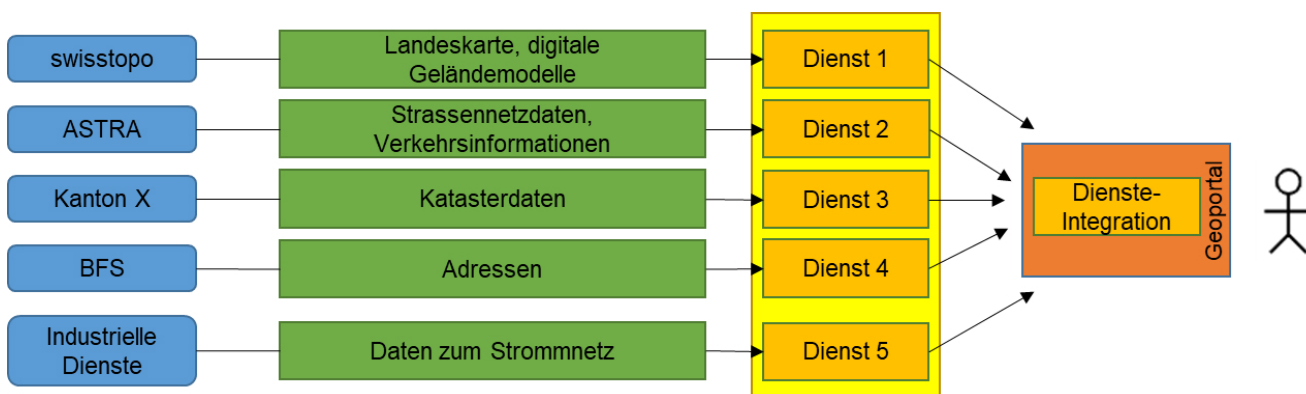 swisstopo
Landeskarte, digitale
Geländemodelle
Dienst 1
ASTRA
Strassennetzdaten,
Verkehrsinformationen
Dienst 2
Kanton X
Katasterdaten
Dienst 3
BFS
Adressen
Dienst 4
Industrielle
Dienste
Daten zum Strommnetz
Dienst 5
Dienste-
Integration
Geoportal